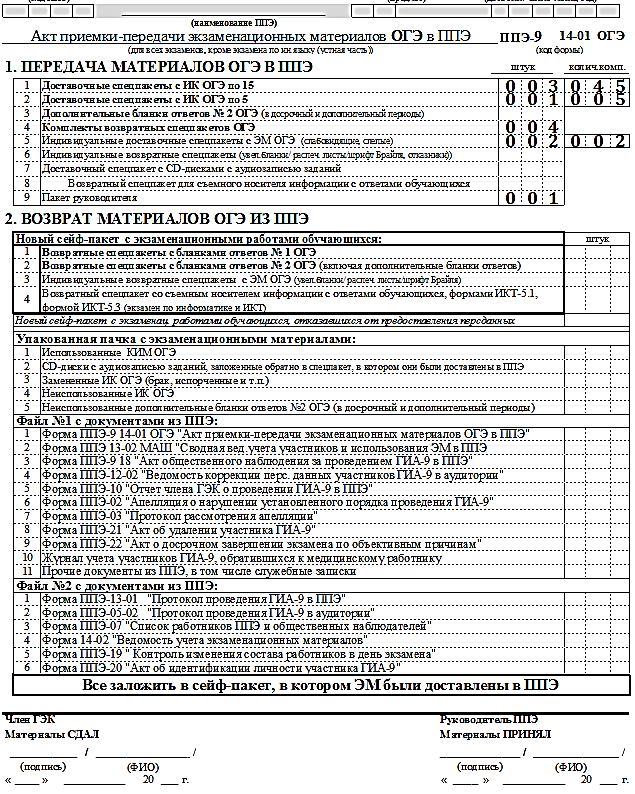 (наименование ППЭ)
Акт приемки-передачи экзаменационных материалов ОГЭ в ППЭ ППЭ-9 14-01 ОГЭ
(для всех экзаменов, кроме экзамена по ин языку (устная часть)) (код формы)
1. ПЕРЕДАЧА МАТЕРИАЛОВ ОГЭ В ППЭ штук колич.комп.
1 Доставочные спецпакеты с ИК ОГЭ по 15 0 0 3 0 4 5
2 Доставочные спецпакеты с ИК ОГЭ по 5 0 0 1 0 0 5
3 Дополнительные бланки ответов № 2 ОГЭ (в досрочный и дополнительный периоды)
4 Комплекты возвратных спецпакетов ОГЭ 0 0 4
5 Индивидуальные доставочные спецпакеты с ЭМ ОГЭ (слабовидящие, слепые) 0 0 2 0 0 2
6 Индивидуальные возвратные спецпакеты (увел.бланки/ распеч. листы/шрифт Брайля, отказники))
7 Доставочный спецпакет с CD-дисками с аудиозаписью заданий
8 Возвратный спецпакет для съемного носителя информации с ответами обучающихся
9 Пакет руководителя 0 0 1
2. ВОЗВРАТ МАТЕРИАЛОВ ОГЭ ИЗ ППЭ
Новый сейф-пакет с экзаменационными работами обучающихся: штук
1 Возвратные спецпакеты с бланками ответов № 1 ОГЭ
2 Возвратные спецпакеты с бланками ответов № 2 ОГЭ (включая дополнительные бланки ответов)
3 Индивидуальные возвратные спецпакеты с ЭМ ОГЭ (увел.бланки/ распеч. листы/шрифт Брайля)
4 Возвратный спецпакет со съемным носителем информации с ответами обучающихся, формами ИКТ-5.1,
формой ИКТ-5.3 (экзамен по информатике и ИКТ)
Новый сейф-пакет с экзаменац. работами обучающихся, отказавшихся от предоставления персданных
Упакованная пачка с экзаменационными материалами:
1 Использованные КИМ ОГЭ
2 CD-диски с аудиозаписью заданий, заложенные обратно в спецпакет, в котором они были доставлены в ППЭ
3 Замененные ИК ОГЭ (брак, испорченные и т.п.)
4 Неиспользованные ИК ОГЭ
5 Неиспользованные дополнительные бланки ответов №2 ОГЭ (в досрочный и дополнительный периоды)
Файл №1 с документами из ППЭ:
1 Форма ППЭ-9 14-01 ОГЭ "Акт приемки-передачи экзаменационных материалов ОГЭ в ППЭ"
2 Форма ППЭ 13-02 МАШ "Сводная вед.учета участников и использования ЭМ в ППЭ
3 Форма ППЭ-9 18 "Акт общественного наблюдения за проведением ГИА-9 в ППЭ"
4 Форма ППЭ-12-02 "Ведомость коррекции перс. данных участников ГИА-9 в аудитории"
5 Форма ППЭ-10 "Отчет члена ГЭК о проведении ГИА-9 в ППЭ"
6 Форма ППЭ-02 "Апелляция о нарушении установленного порядка проведения ГИА-9"
7 Форма ППЭ-03 "Протокол рассмотрения апелляции"
8 Форма ППЭ-21 "Акт об удалении участника ГИА-9"
9 Форма ППЭ-22 "Акт о досрочном завершении экзамена по объективным причинам"
10 Журнал учета участников ГИА-9, обратившихся к медицинскому работнику
11 Прочие документы из ППЭ, в том числе служебные записки
Файл №2 с документами из ППЭ:
1 Форма ППЭ-13-01 "Протокол проведения ГИА-9 в ППЭ"
2 Форма ППЭ-05-02 "Протокол проведения ГИА-9 в аудитории"
3 Форма ППЭ-07 "Список работников ППЭ и общественных наблюдателей"
4 Форма 14-02 "Ведомость учета экзаменационных материалов"
5 Форма ППЭ-19 " Контроль изменения состава работников в день экзамена"
6 Форма ППЭ-20 "Акт об идентификации личности участника ГИА-9"
Все заложить в сейф-пакет, в котором ЭМ были доставлены в ППЭ
Член ГЭК Руководитель ППЭ
Материалы СДАЛ Материалы ПРИНЯЛ
____________ / ________________ / ____________ / ________________ /
(подпись) (ФИО) (подпись) (ФИО)
« ____ » ____________ 20 ___ г. « ____ » ____________ 20 ___ г.